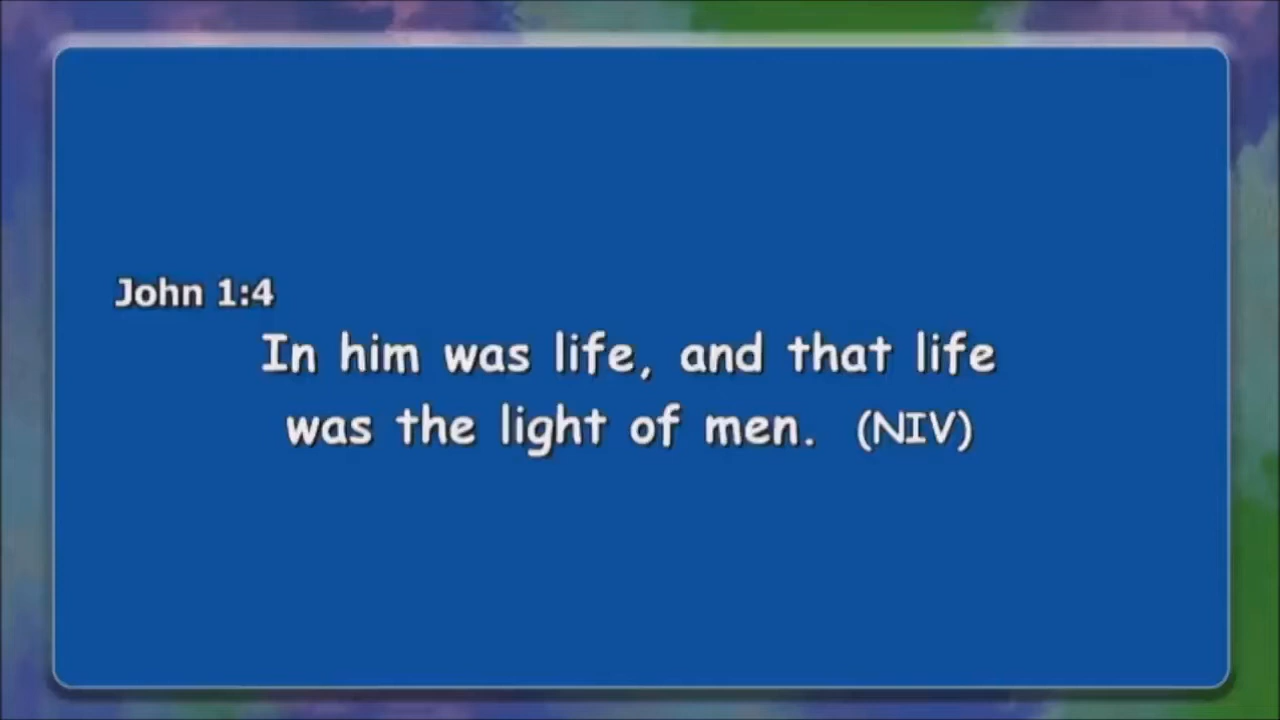 John 1:4
In him was life, and that life
was the light of men. (NIV)